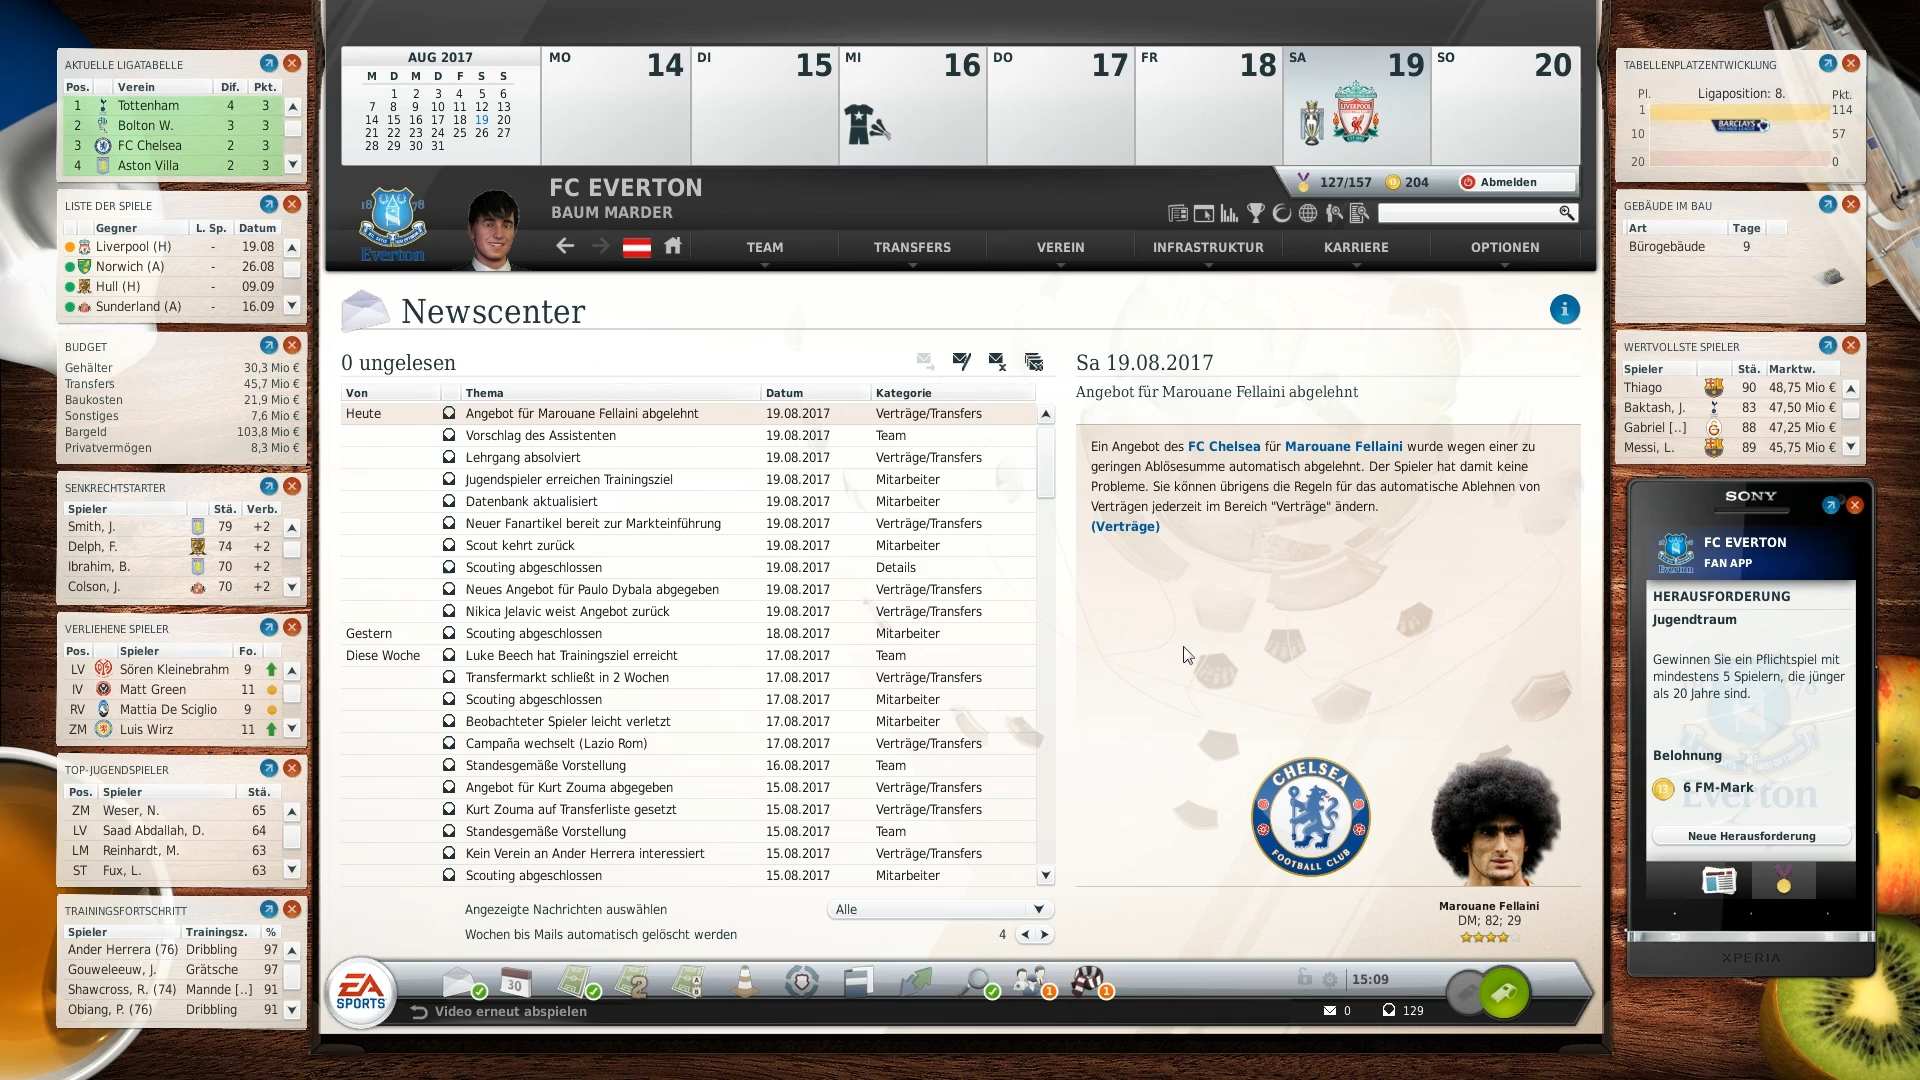 AKTUELLE LIGATABELLE
Pos. Verein Dif. Pkt.
1 Tottenham 4 3
2 Bolton W. 3 3
3 FC Chelsea 2 3
4 Aston Villa 2 3
LISTE DER SPIELE
Gegner L. Sp. Datum
Liverpool (H) - 19.08
Norwich (A) - 26.08
Hull (H) - 09.09
Sunderland (A) - 16.09
BUDGET
Gehälter 30,3 Mio €
Transfers 45,7 Mio €
Baukosten 21,9 Mio €
Sonstiges 7,6 Mio €
Bargeld 103,8 Mio €
Privatvermögen 8,3 Mio €
SENKRECHTSTARTER
Spieler Stä. Verb.
Smith, J. 79 +2
Delph, F. 74 +2
Ibrahim, B. 70 +2
Colson, J. 70 +2
VERLIEHENE SPIELER
Pos. Spieler Fo.
LV Sören Kleinebrahm 9
IV Matt Green 11
RV Mattia De Sciglio 9
ZM Luis Wirz 11
TOP-JUGENDSPIELER
Pos. Spieler Stä.
ZM Weser, N. 65
LV Saad Abdallah, D. 64
LM Reinhardt, M. 63
ST Fux, L. 63
TRAININGSFORTSCHRITT
Spieler Trainingsz. %
Ander Herrera (76) Dribbling 97
Gouweleeuw, J. Grätsche 97
Shawcross, R. (74) Mannde [..] 91
Obiang, P. (76) Dribbling 91
AUG 2017
M D M D F S S
1 2 3 4 5 6
7 8 9 10 11 12 13
14 15 16 17 18 19 20
21 22 23 24 25 26 27
28 29 30 31
MO 14 DI 15 MI 16 DO 17 FR 18 SA 19 SO 20
LIVERPOOL
18 78
Everton
FC EVERTON
BAUM MARDER
127/157 204 Abmelden
TEAM TRANSFERS VEREIN INFRASTRUKTUR KARRIERE OPTIONEN
Newscenter
i
0 ungelesen
Von Thema Datum Kategorie
Heute Angebot für Marouane Fellaini abgelehnt 19.08.2017 Verträge/Transfers
Vorschlag des Assistenten 19.08.2017 Team
Lehrgang absolviert 19.08.2017 Verträge/Transfers
Jugendspieler erreichen Trainingsziel 19.08.2017 Mitarbeiter
Datenbank aktualisiert 19.08.2017 Mitarbeiter
Neuer Fanartikel bereit zur Markteinführung 19.08.2017 Verträge/Transfers
Scout kehrt zurück 19.08.2017 Mitarbeiter
Scouting abgeschlossen 19.08.2017 Details
Neues Angebot für Paulo Dybala abgegeben 19.08.2017 Verträge/Transfers
Nikica Jelavic weist Angebot zurück 19.08.2017 Verträge/Transfers
Gestern Scouting abgeschlossen 18.08.2017 Mitarbeiter
Diese Woche Luke Beech hat Trainingsziel erreicht 17.08.2017 Team
Transfermarkt schließt in 2 Wochen 17.08.2017 Verträge/Transfers
Scouting abgeschlossen 17.08.2017 Mitarbeiter
Beobachteter Spieler leicht verletzt 17.08.2017 Mitarbeiter
Campaña wechselt (Lazio Rom) 17.08.2017 Verträge/Transfers
Standesgemäße Vorstellung 16.08.2017 Team
Angebot für Kurt Zouma abgegeben 15.08.2017 Verträge/Transfers
Kurt Zouma auf Transferliste gesetzt 15.08.2017 Verträge/Transfers
Standesgemäße Vorstellung 15.08.2017 Team
Kein Verein an Ander Herrera interessiert 15.08.2017 Verträge/Transfers
Scouting abgeschlossen 15.08.2017 Mitarbeiter
Angezeigte Nachrichten auswählen Alle
Wochen bis Mails automatisch gelöscht werden 4
Sa 19.08.2017
Angebot für Marouane Fellaini abgelehnt
Ein Angebot des FC Chelsea für Marouane Fellaini wurde wegen einer zu
geringen Ablösesumme automatisch abgelehnt. Der Spieler hat damit keine
Probleme. Sie können übrigens die Regeln für das automatische Ablehnen von
Verträgen jederzeit im Bereich "Verträge" ändern.
(Verträge)
CHELSEA
FOOTBALL CLUB
Marouane Fellaini
DM; 82; 29
EA
SPORTS
30 2 1 1
15:09
Video erneut abspielen
0 129
TABELLENPLATZENTWICKLUNG
Pl. Ligaposition: 8. Pkt.
1 114
BARCLAYS
10 57
20 0
GEBÄUDE IM BAU
Art Tage
Bürogebäude 9
WERTVOLLSTE SPIELER
Spieler Stä. Marktw.
Thiago 90 48,75 Mio €
Baktash, J. 83 47,50 Mio €
Gabriel [..] 88 47,25 Mio €
Messi, L. 89 45,75 Mio €
SONY
Everton
FC EVERTON
FAN APP
HERAUSFORDERUNG
Jugendtraum
Gewinnen Sie ein Pflichtspiel mit
mindestens 5 Spielern, die jünger
als 20 Jahre sind.
Belohnung
13 6 FM-Mark
Everton
Neue Herausforderung
XPERIA